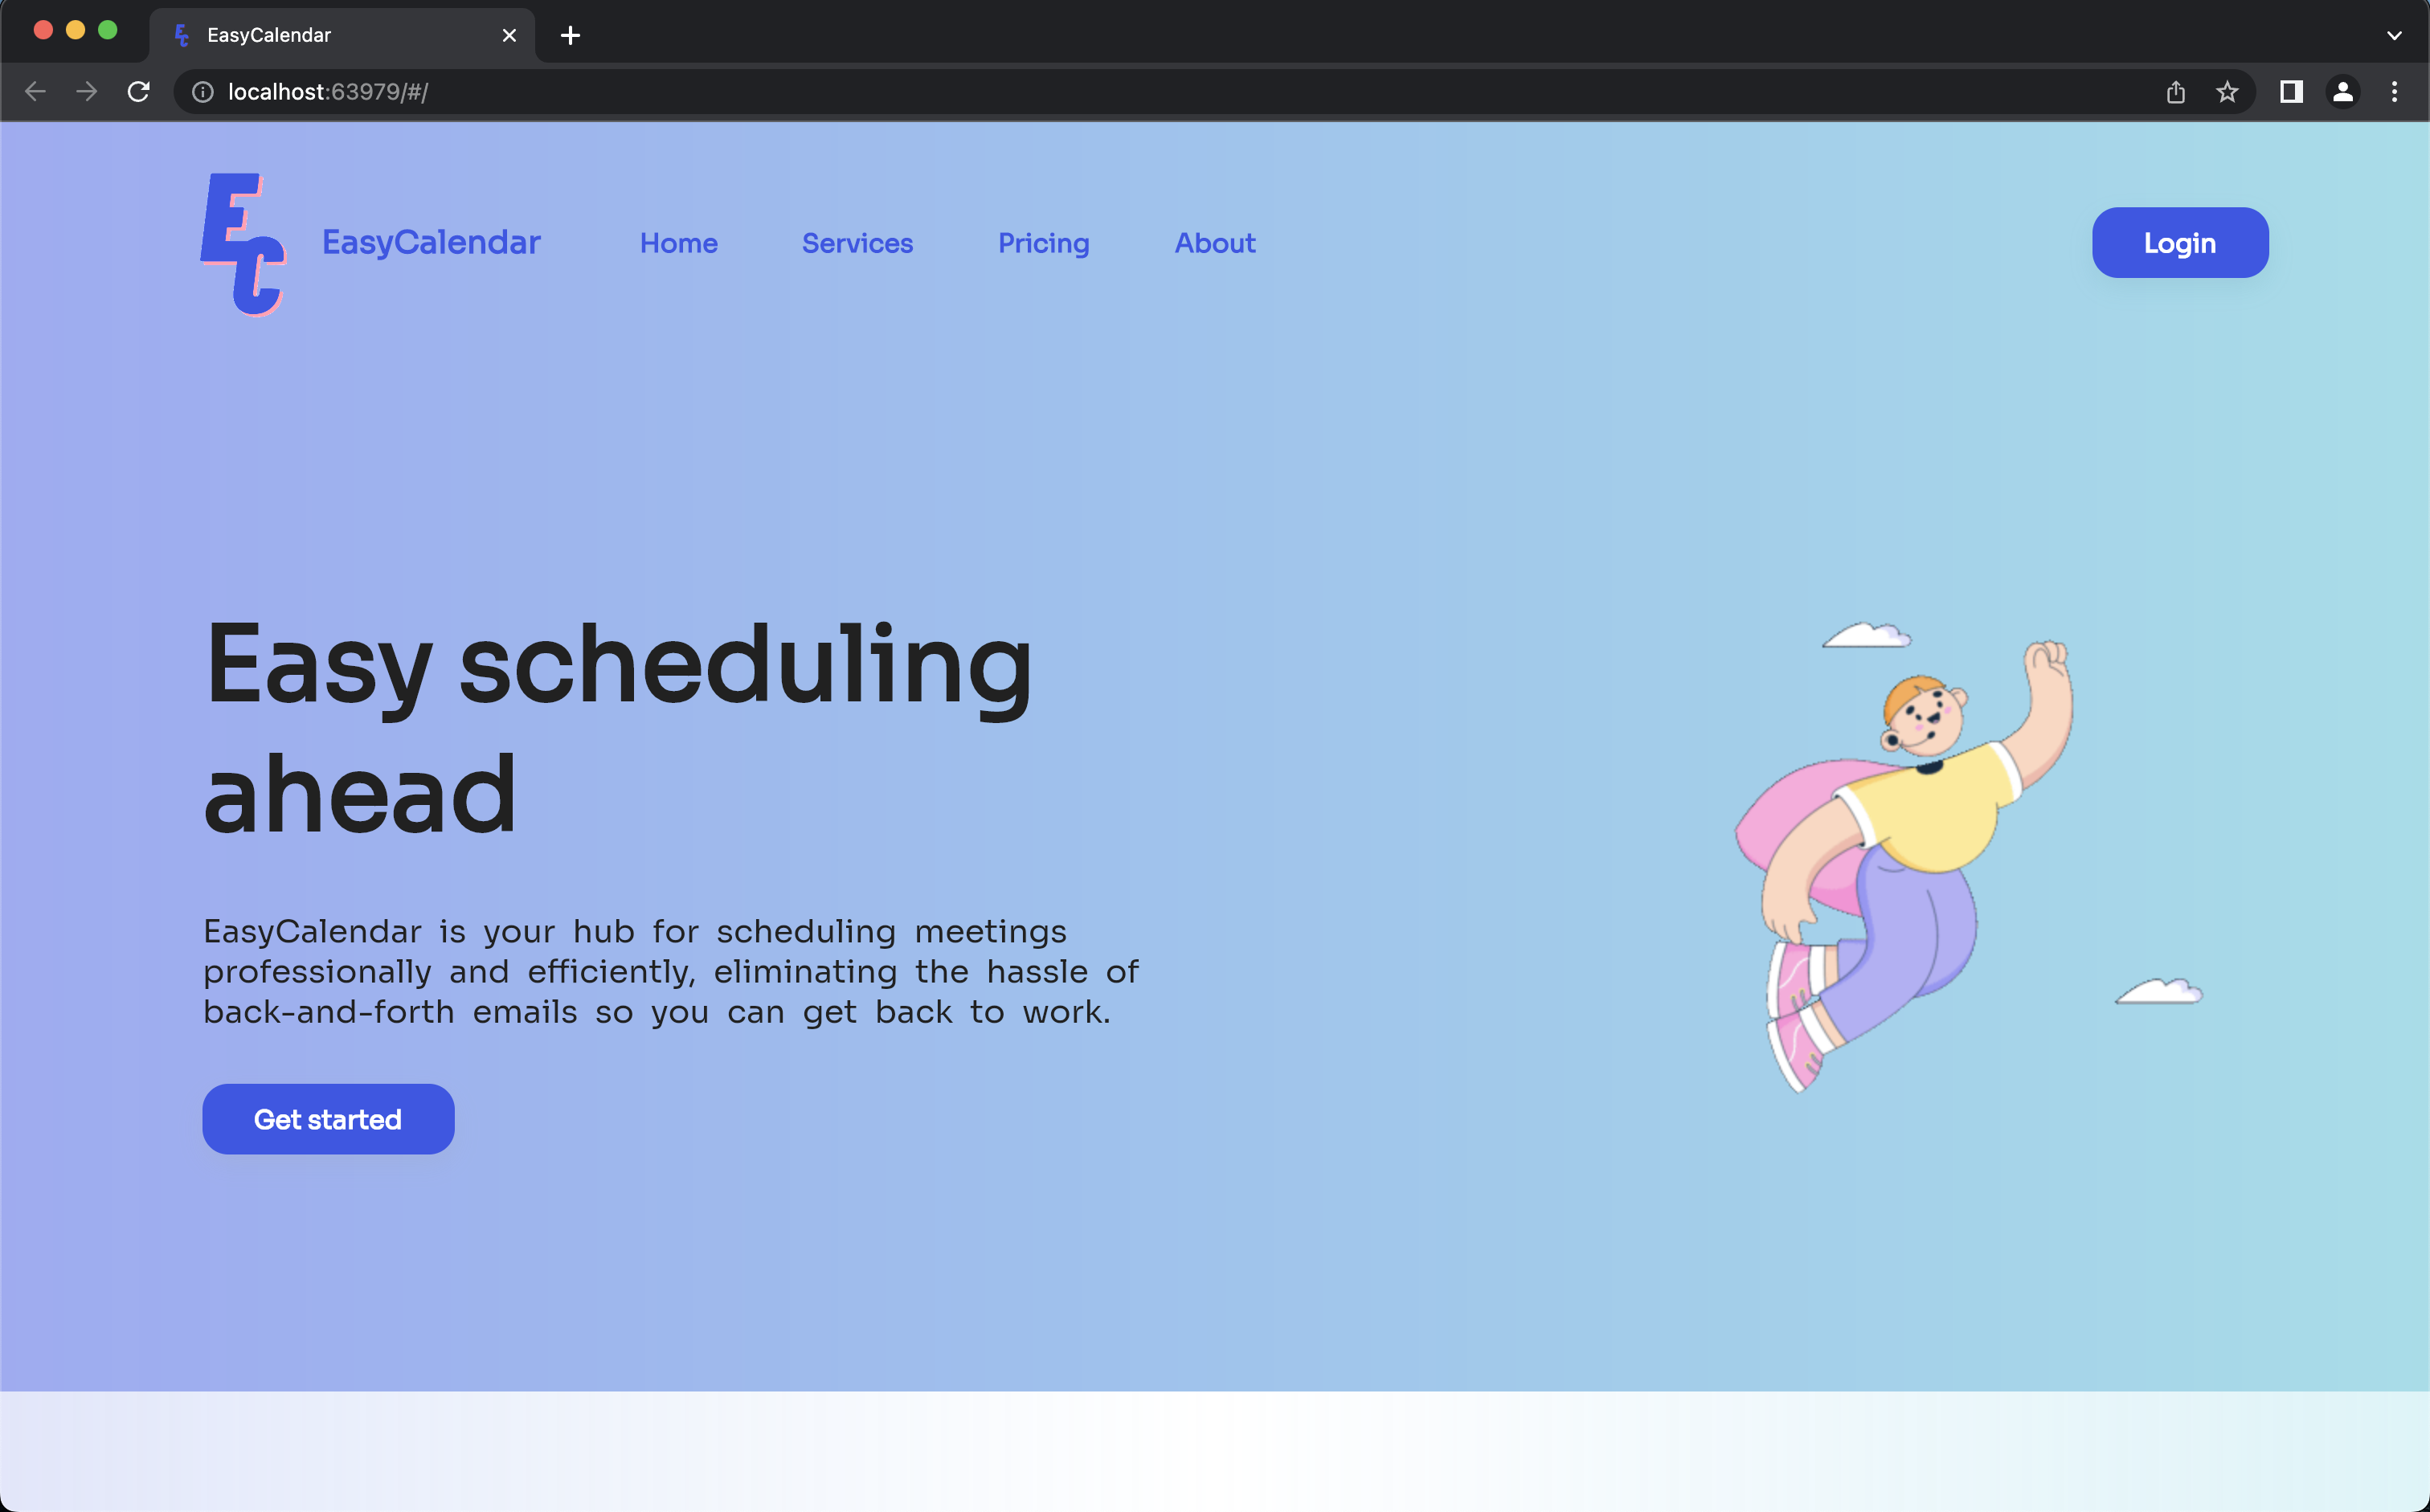 EasyCalendar
localhost:63979/#/
EC
EasyCalendar Home Services Pricing About Login
Easy scheduling
ahead
EasyCalendar is your hub for scheduling meetings
professionally and efficiently, eliminating the hassle of
back-and-forth emails so you can get back to work.
Get started